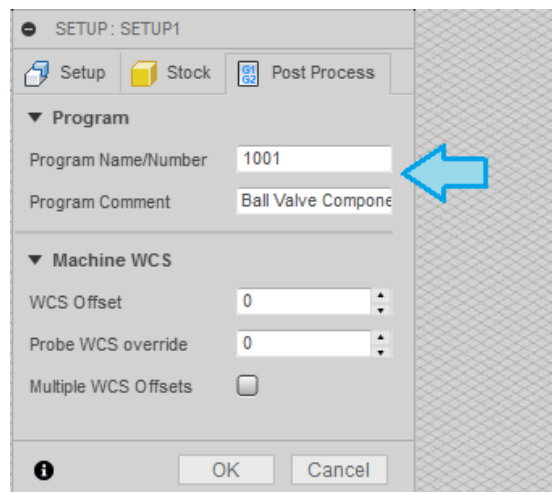 SETUP : SETUP1
Setup Stock G1 G2 Post Process
Program
Program Name/Number 1001
Program Comment Ball Valve Compone
Machine WCS
WCS Offset 0
Probe WCS override 0
Multiple WCS Offsets
OK Cancel